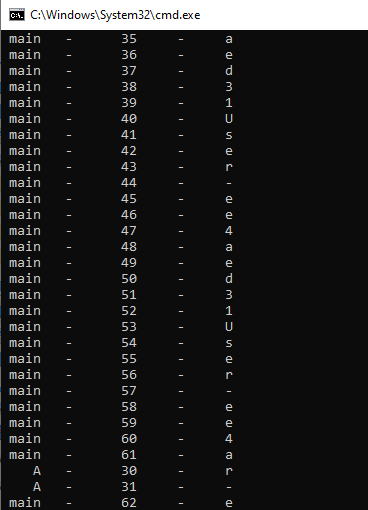 C:\Windows\System32\cmd.exe
main - 35 - a
main - 36 - e
main - 37 - d
main - 38 - 3
main - 39 - 1
main - 40 - U
main - 41 - s
main - 42 - e
main - 43 - r
main - 44 - -
main - 45 - e
main - 46 - e
main - 47 - 4
main - 48 - a
main - 49 - e
main - 50 - d
main - 51 - 3
main - 52 - 1
main - 53 - U
main - 54 - s
main - 55 - e
main - 56 - r
main - 57 - -
main - 58 - e
main - 59 - e
main - 60 - 4
main - 61 - a
A - 30 - r
A - 31 - -
main - 62 - e